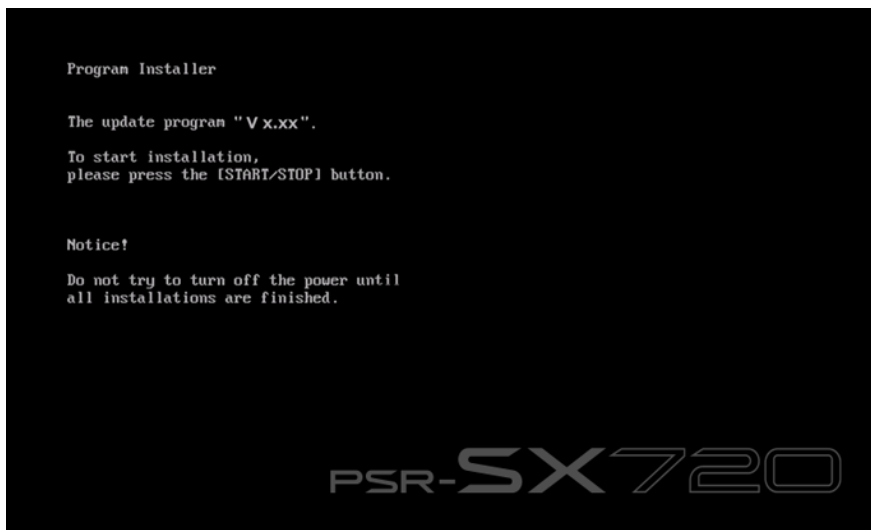 Program Installer
The update program "V x.xx".
To start installation,
please press the [START/STOP] button.
Notice!
Do not try to turn off the power until
all installations are finished.
PSR-SX720